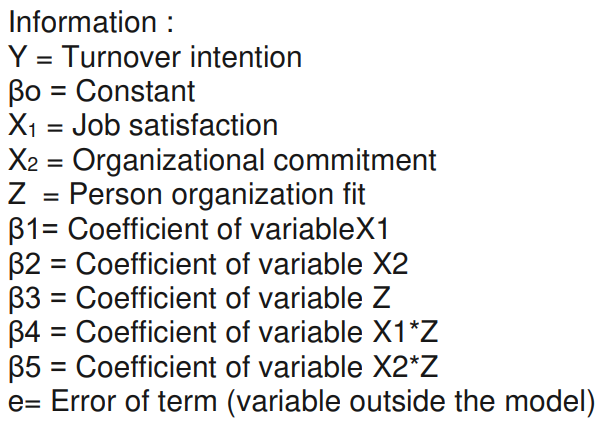 Information :
Y = Turnover intention
βo = Constant
X₁ = Job satisfaction
X₂ = Organizational commitment
Z = Person organization fit
β1= Coefficient of variableX1
β2 = Coefficient of variable X2
β3 = Coefficient of variable Z
β4 = Coefficient of variable X1*Z
β5 = Coefficient of variable X2*Z
e= Error of term (variable outside the model)